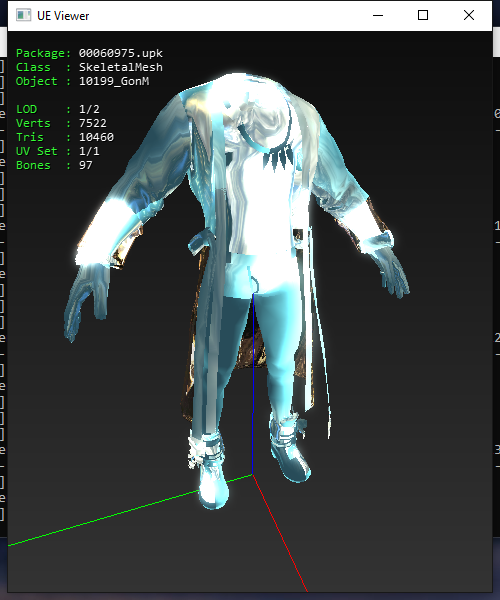 UE Viewer
Package: 00060975.upk
Class : SkeletalMesh
Object : 10199_GonM
LOD : 1/2
Verts : 7522
Tris : 10460
UV Set : 1/1
Bones : 97